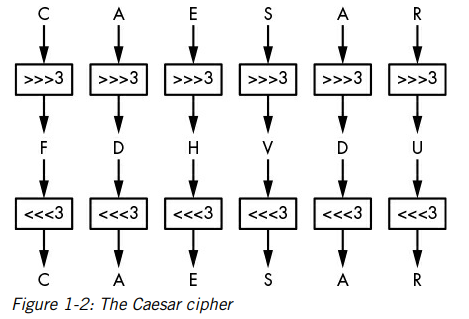 C A E S A R
>>>3 >>>3 >>>3 >>>3 >>>3 >>>3
F D H V D U
<<<3 <<<3 <<<3 <<<3 <<<3 <<<3
C A E S A R
Figure 1-2: The Caesar cipher